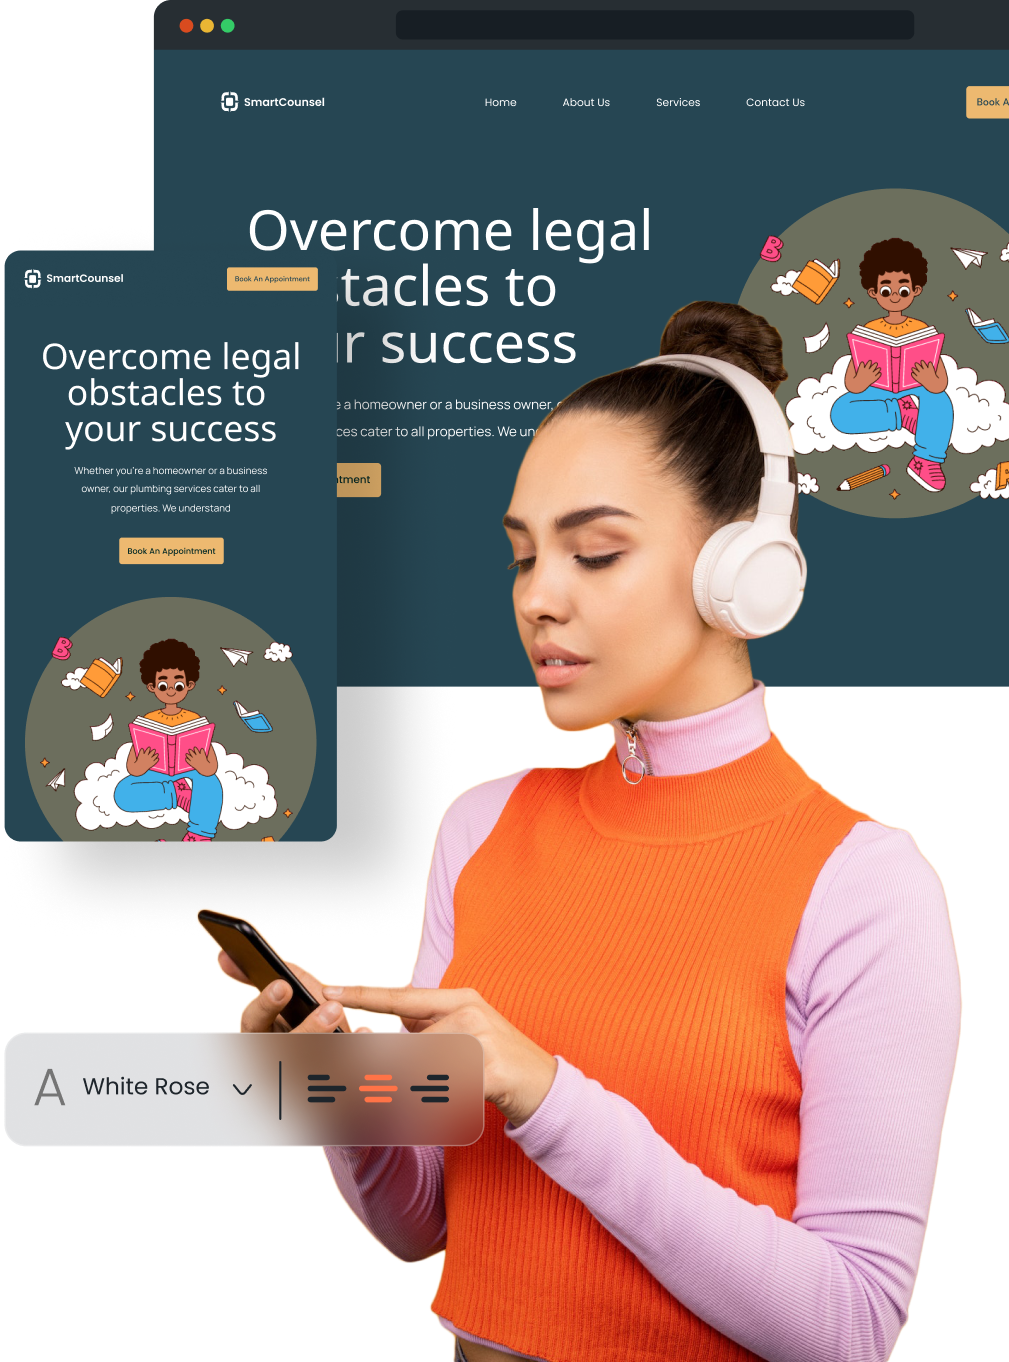 SmartCounsel
Home
About Us
Services
Contact Us
Book A
Overcome legal
stacles to
r success
e a homeowner or a business owner,
ces cater to all properties. We un
ntment
SmartCounsel
Book An Appointment
Overcome legal
obstacles to
your success
Whether you're a homeowner or a business
owner, our plumbing services cater to all
properties. We understand
Book An Appointment
B
B
A White Rose